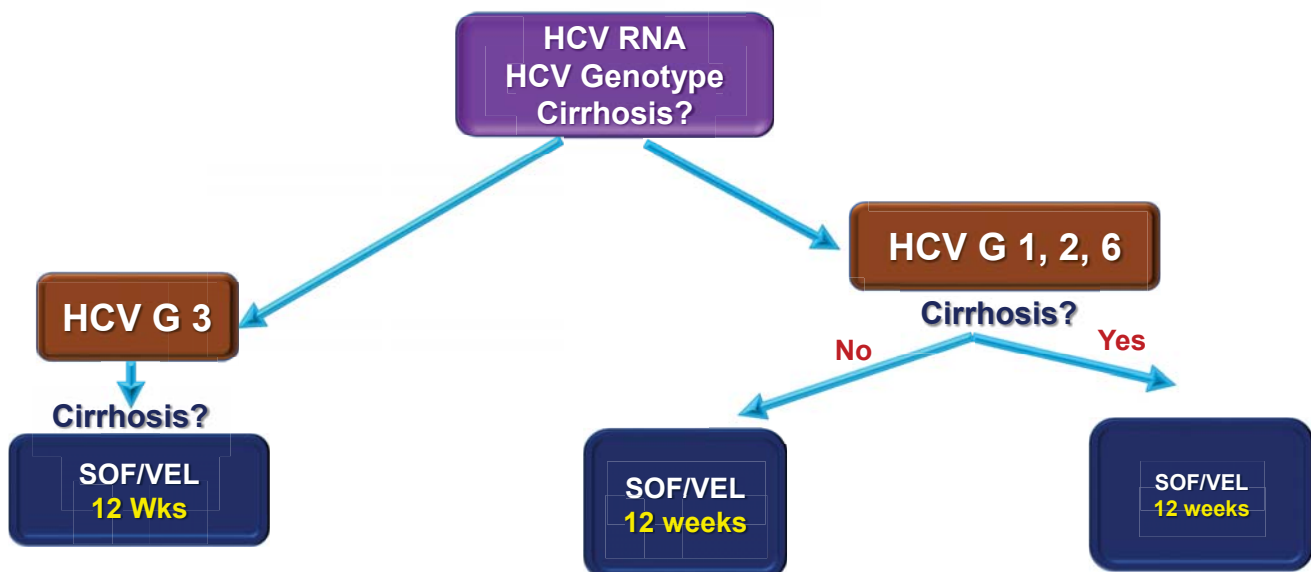 HCV RNA
HCV Genotype
Cirrhosis?
HCV G 3
Cirrhosis?
SOF/VEL
12 Wks
HCV G 1, 2, 6
Cirrhosis?
No
Yes
SOF/VEL
12 weeks
SOF/VEL
12 weeks